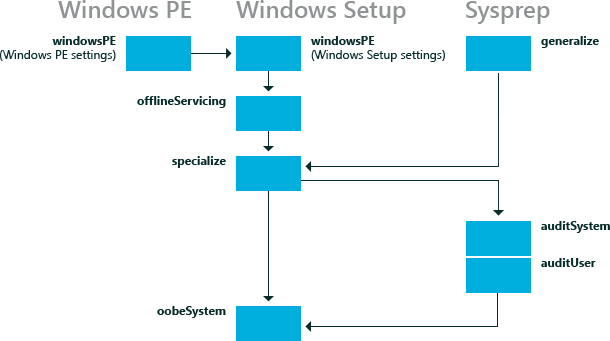 Windows PE
Windows Setup
Sysprep
windowsPE
(Windows PE settings)
windowsPE
(Windows Setup settings)
generalize
offlineServicing
specialize
auditSystem
auditUser
oobeSystem